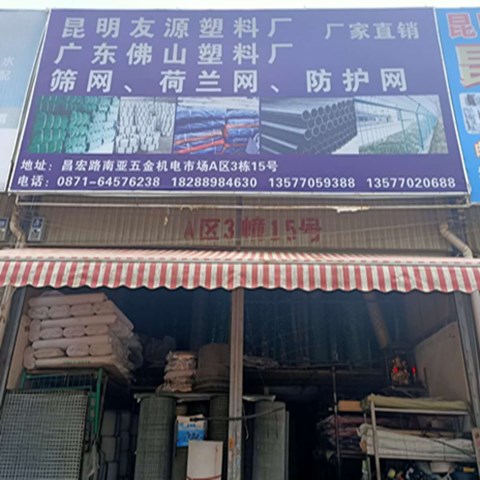 昆明友源塑料厂 厂家直销
广东佛山塑料厂
筛网、荷兰网、防护网
地址：昌宏路南亚五金机电市场A区3栋15号
电话：0871-64576238 18288984630 13577059388 13577020688
A区3幢15号
昆